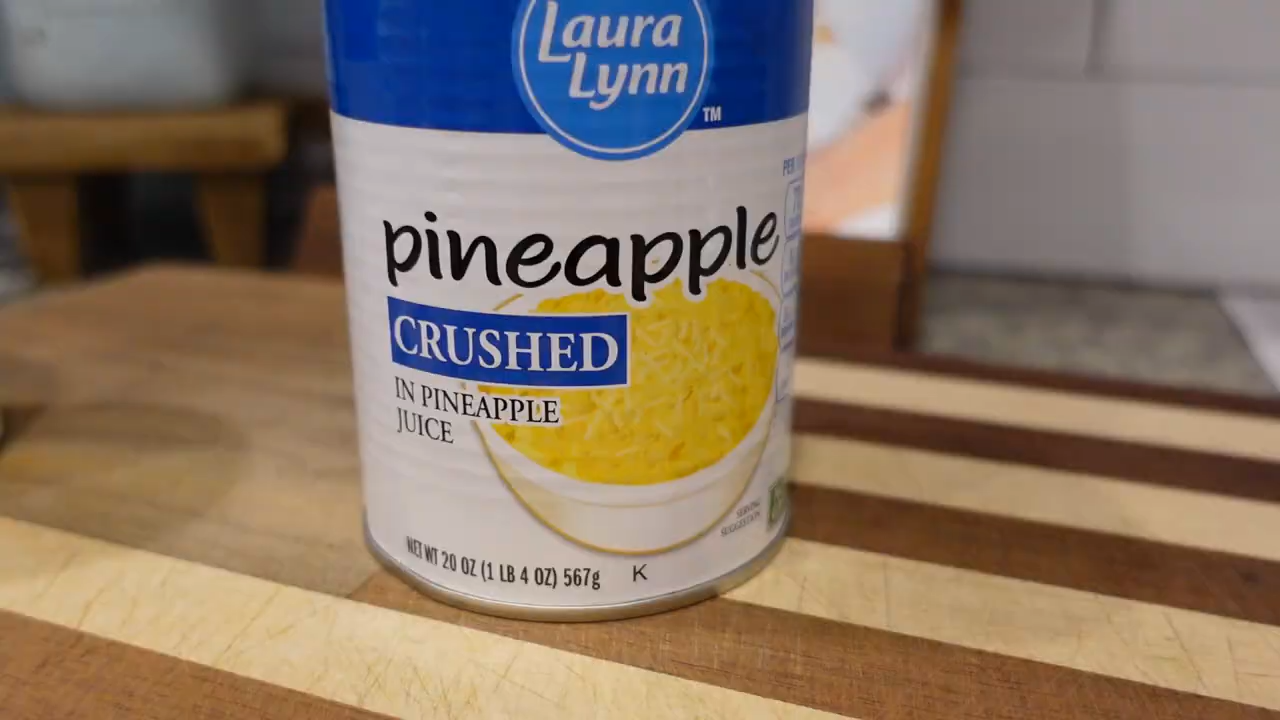 Laura
Lynn
TM
PER
pineapple
CRUSHED
IN PINEAPPLE
JUICE
SERVING
SUGGESTION
NET WT 20 OZ (1 LB 4 OZ) 567g K